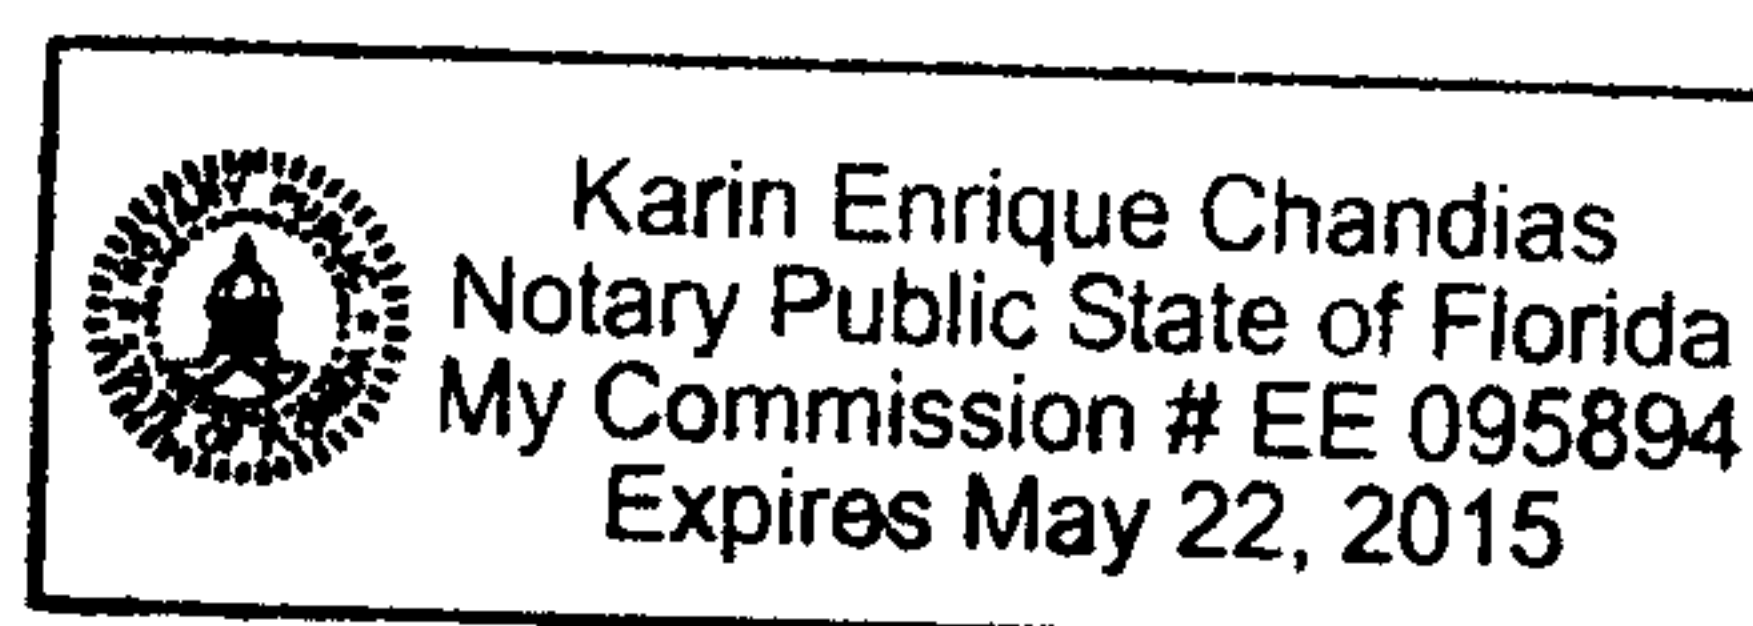 Karin Enrique Chandias
Notary Public State of Florida
My Commission # EE 095894
Expires May 22, 2015